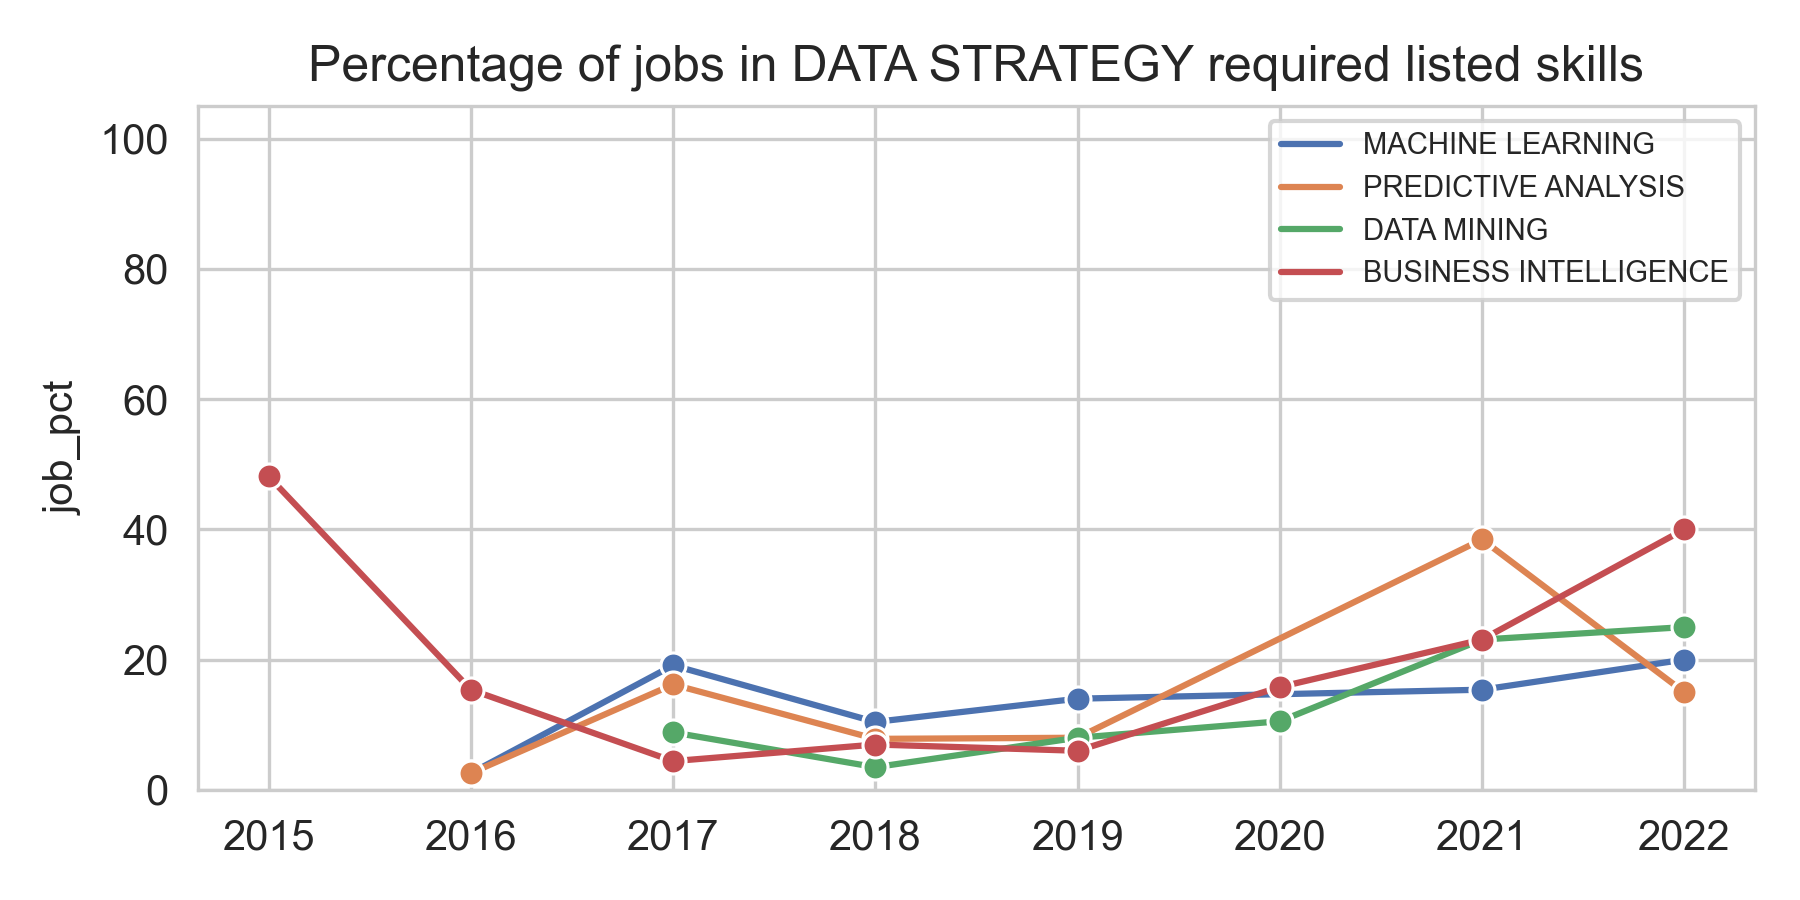 Percentage of jobs in DATA STRATEGY required listed skills
MACHINE LEARNING
PREDICTIVE ANALYSIS
DATA MINING
BUSINESS INTELLIGENCE
job_pct
100
80
60
40
20
0
2015 2016 2017 2018 2019 2020 2021 2022